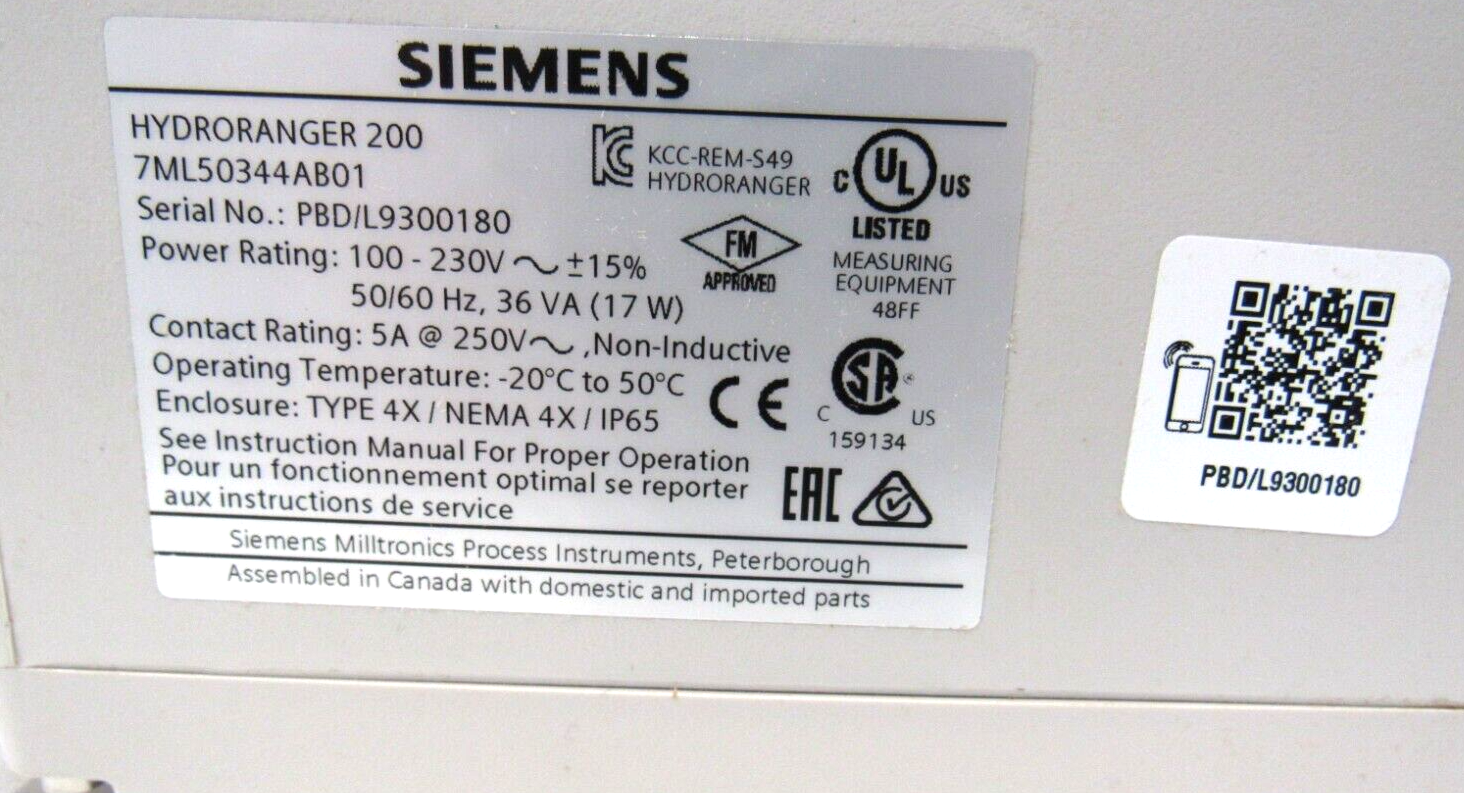 SIEMENS
HYDRORANGER 200
7ML50344AB01
Serial No.: PBD/L9300180
Power Rating: 100 - 230V ~ ±15%
50/60 Hz, 36 VA (17 W)
Contact Rating: 5A @ 250V~ ,Non-Inductive
Operating Temperature: -20°C to 50°C
Enclosure: TYPE 4X / NEMA 4X / IP65
See Instruction Manual For Proper Operation
Pour un fonctionnement optimal se reporter
aux instructions de service
KCC-REM-S49
HYDRORANGER
C UL US
LISTED
MEASURING
EQUIPMENT
48FF
FM
APPROVED
CE
SA ®
C US
159134
EAC
Siemens Milltronics Process Instruments, Peterborough
Assembled in Canada with domestic and imported parts
PBD/L9300180